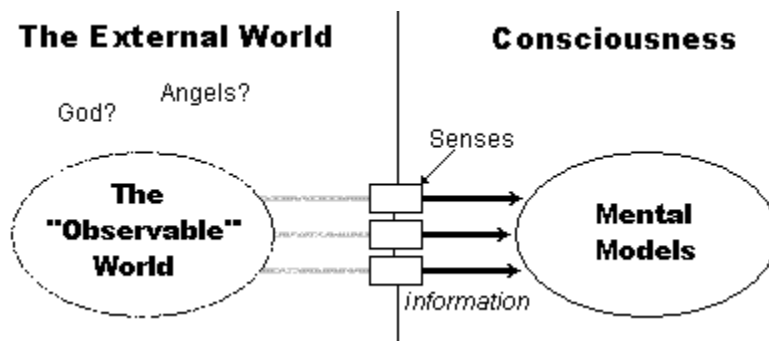 The External World
Consciousness
Angels?
God?
Senses
The
"Observable"
World
Mental
Models
information